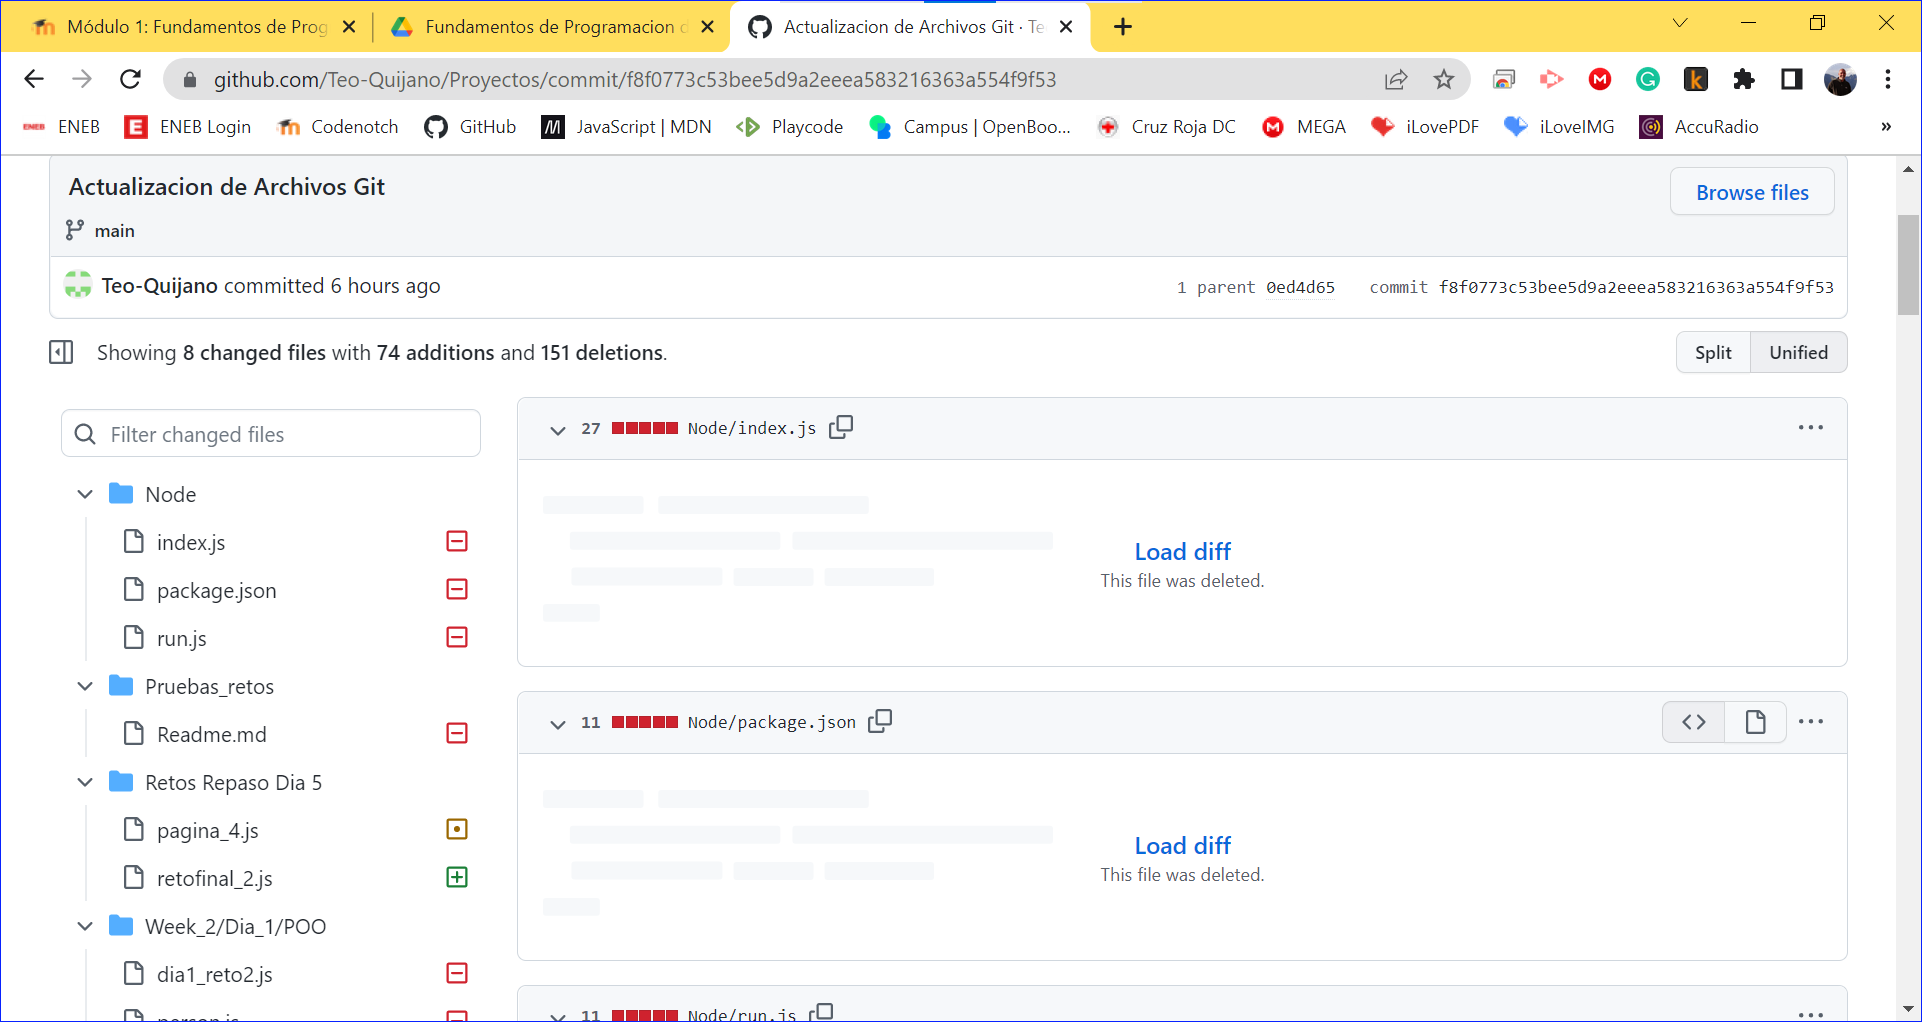 Módulo 1: Fundamentos de Prog
Fundamentos de Programacion d
Actualizacion de Archivos Git · Te
github.com/Teo-Quijano/Proyectos/commit/f8f0773c53bee5d9a2eeea583216363a554f9f53
ENEB
ENEB Login
Codenotch
GitHub
JavaScript | MDN
Playcode
Campus | OpenBoo...
Cruz Roja DC
MEGA
iLovePDF
iLoveIMG
AccuRadio
»
Actualizacion de Archivos Git
Browse files
main
Teo-Quijano committed 6 hours ago
1 parent 0ed4d65 commit f8f0773c53bee5d9a2eeea583216363a554f9f53
Showing 8 changed files with 74 additions and 151 deletions.
Split
Unified
Filter changed files
Node
index.js
package.json
run.js
Pruebas_retos
Readme.md
Retos Repaso Dia 5
pagina_4.js
retofinal_2.js
Week_2/Dia_1/POO
dia1_reto2.js
person.js
27 Node/index.js
Load diff
This file was deleted.
11 Node/package.json
Load diff
This file was deleted.
11 Node/run.js